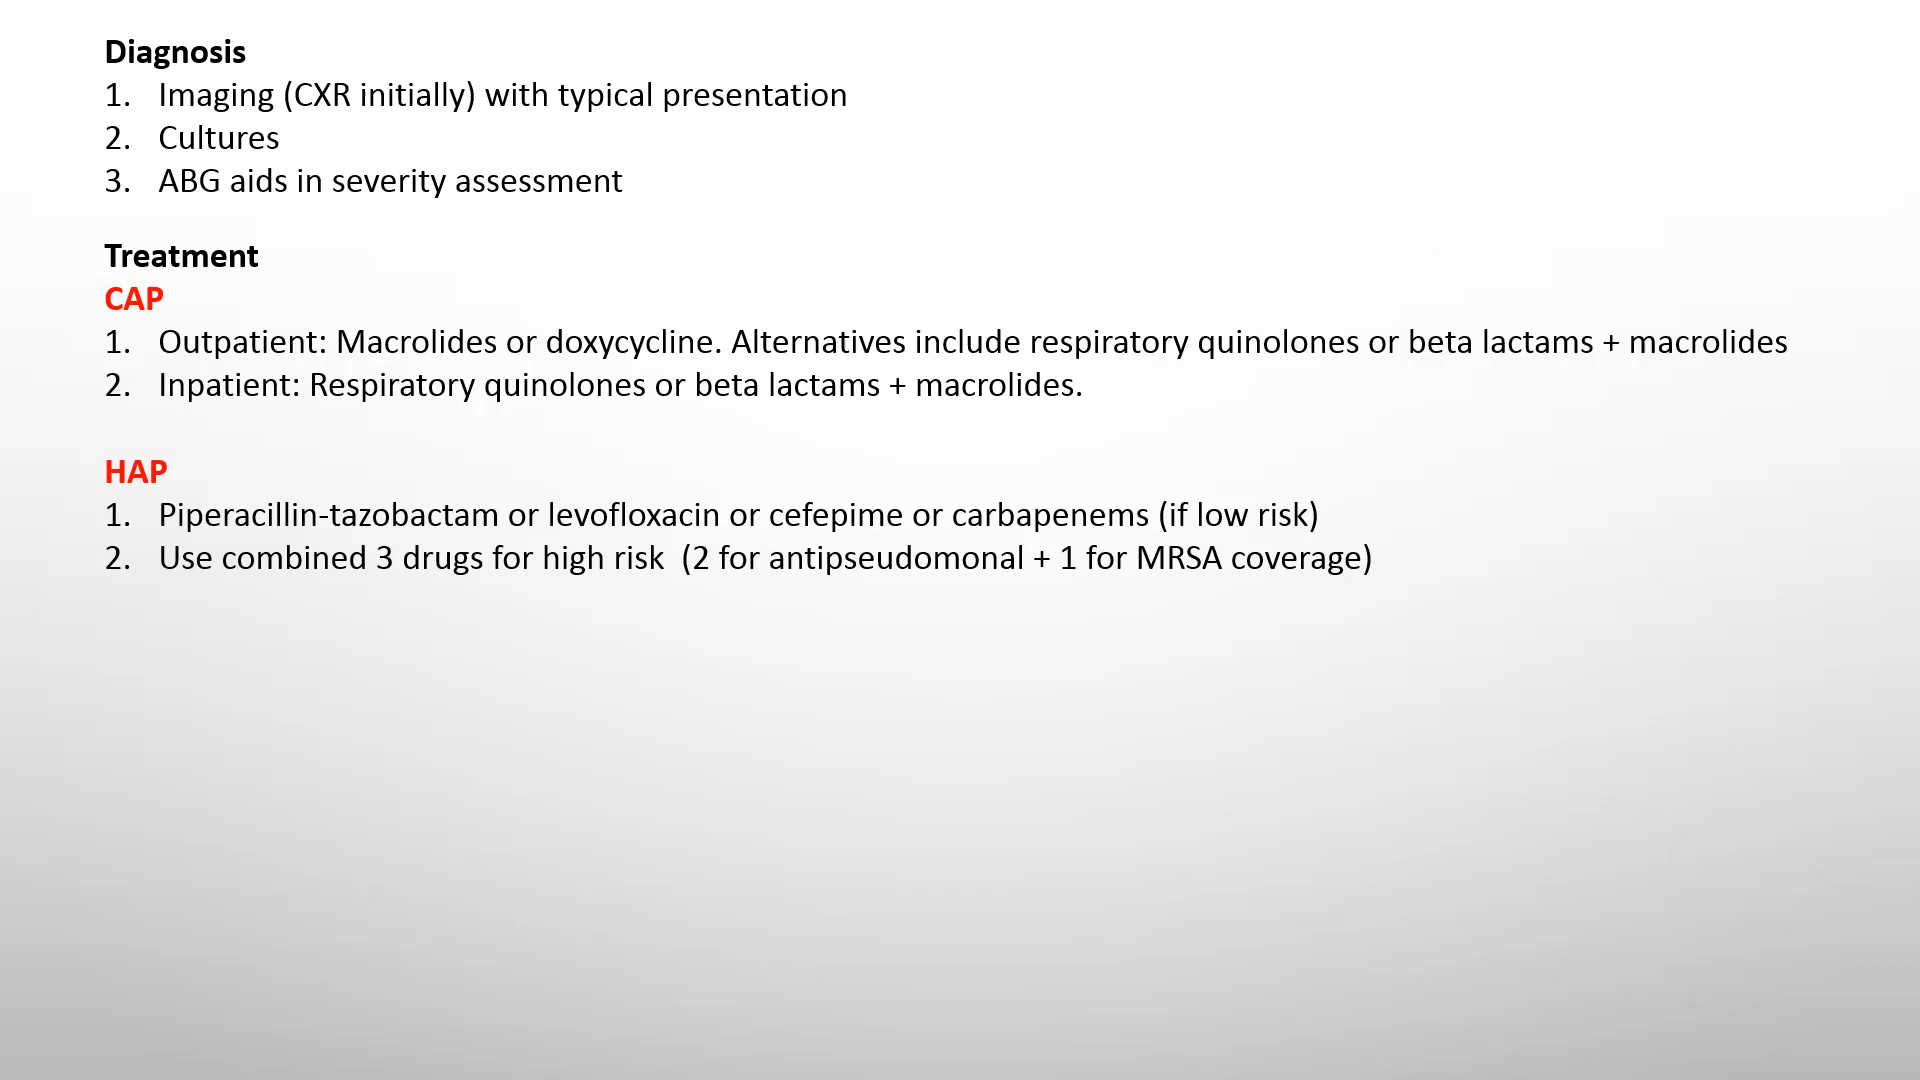 Diagnosis
1. Imaging (CXR initially) with typical presentation
2. Cultures
3. ABG aids in severity assessment
Treatment
CAP
1. Outpatient: Macrolides or doxycycline. Alternatives include respiratory quinolones or beta lactams + macrolides
2. Inpatient: Respiratory quinolones or beta lactams + macrolides.
HAP
1. Piperacillin-tazobactam or levofloxacin or cefepime or carbapenems (if low risk)
2. Use combined 3 drugs for high risk  (2 for antipseudomonal + 1 for MRSA coverage)